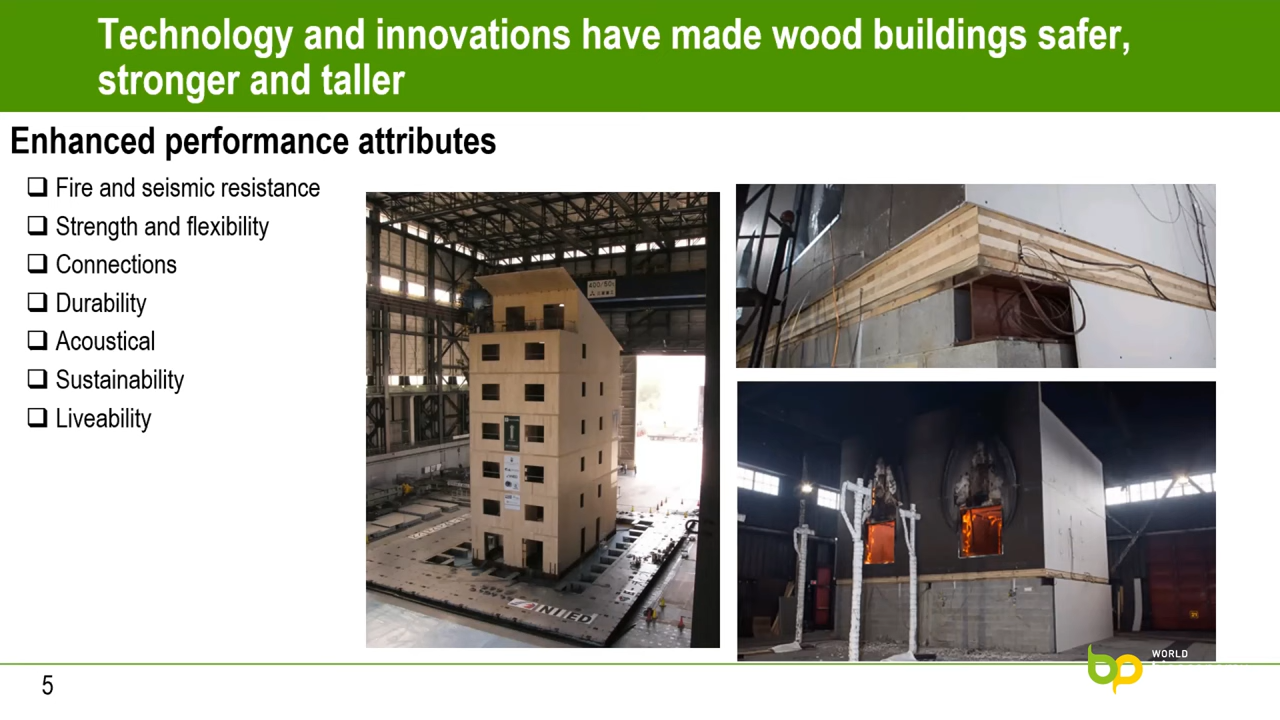 Technology and innovations have made wood buildings safer,
stronger and taller
Enhanced performance attributes
❑ Fire and seismic resistance
❑ Strength and flexibility
❑ Connections
❑ Durability
❑ Acoustical
❑ Sustainability
❑ Liveability
NIED
WORLD
5